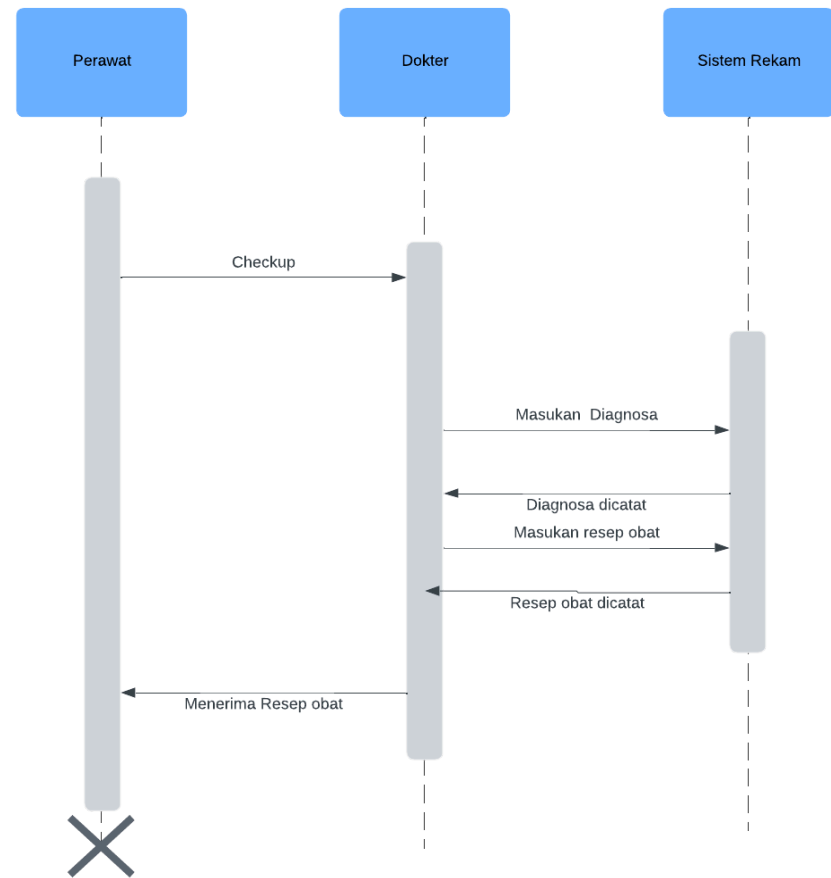 Perawat
Dokter
Sistem Rekam
Checkup
Masukan  Diagnosa
Diagnosa dicatat
Masukan resep obat
Resep obat dicatat
Menerima Resep obat